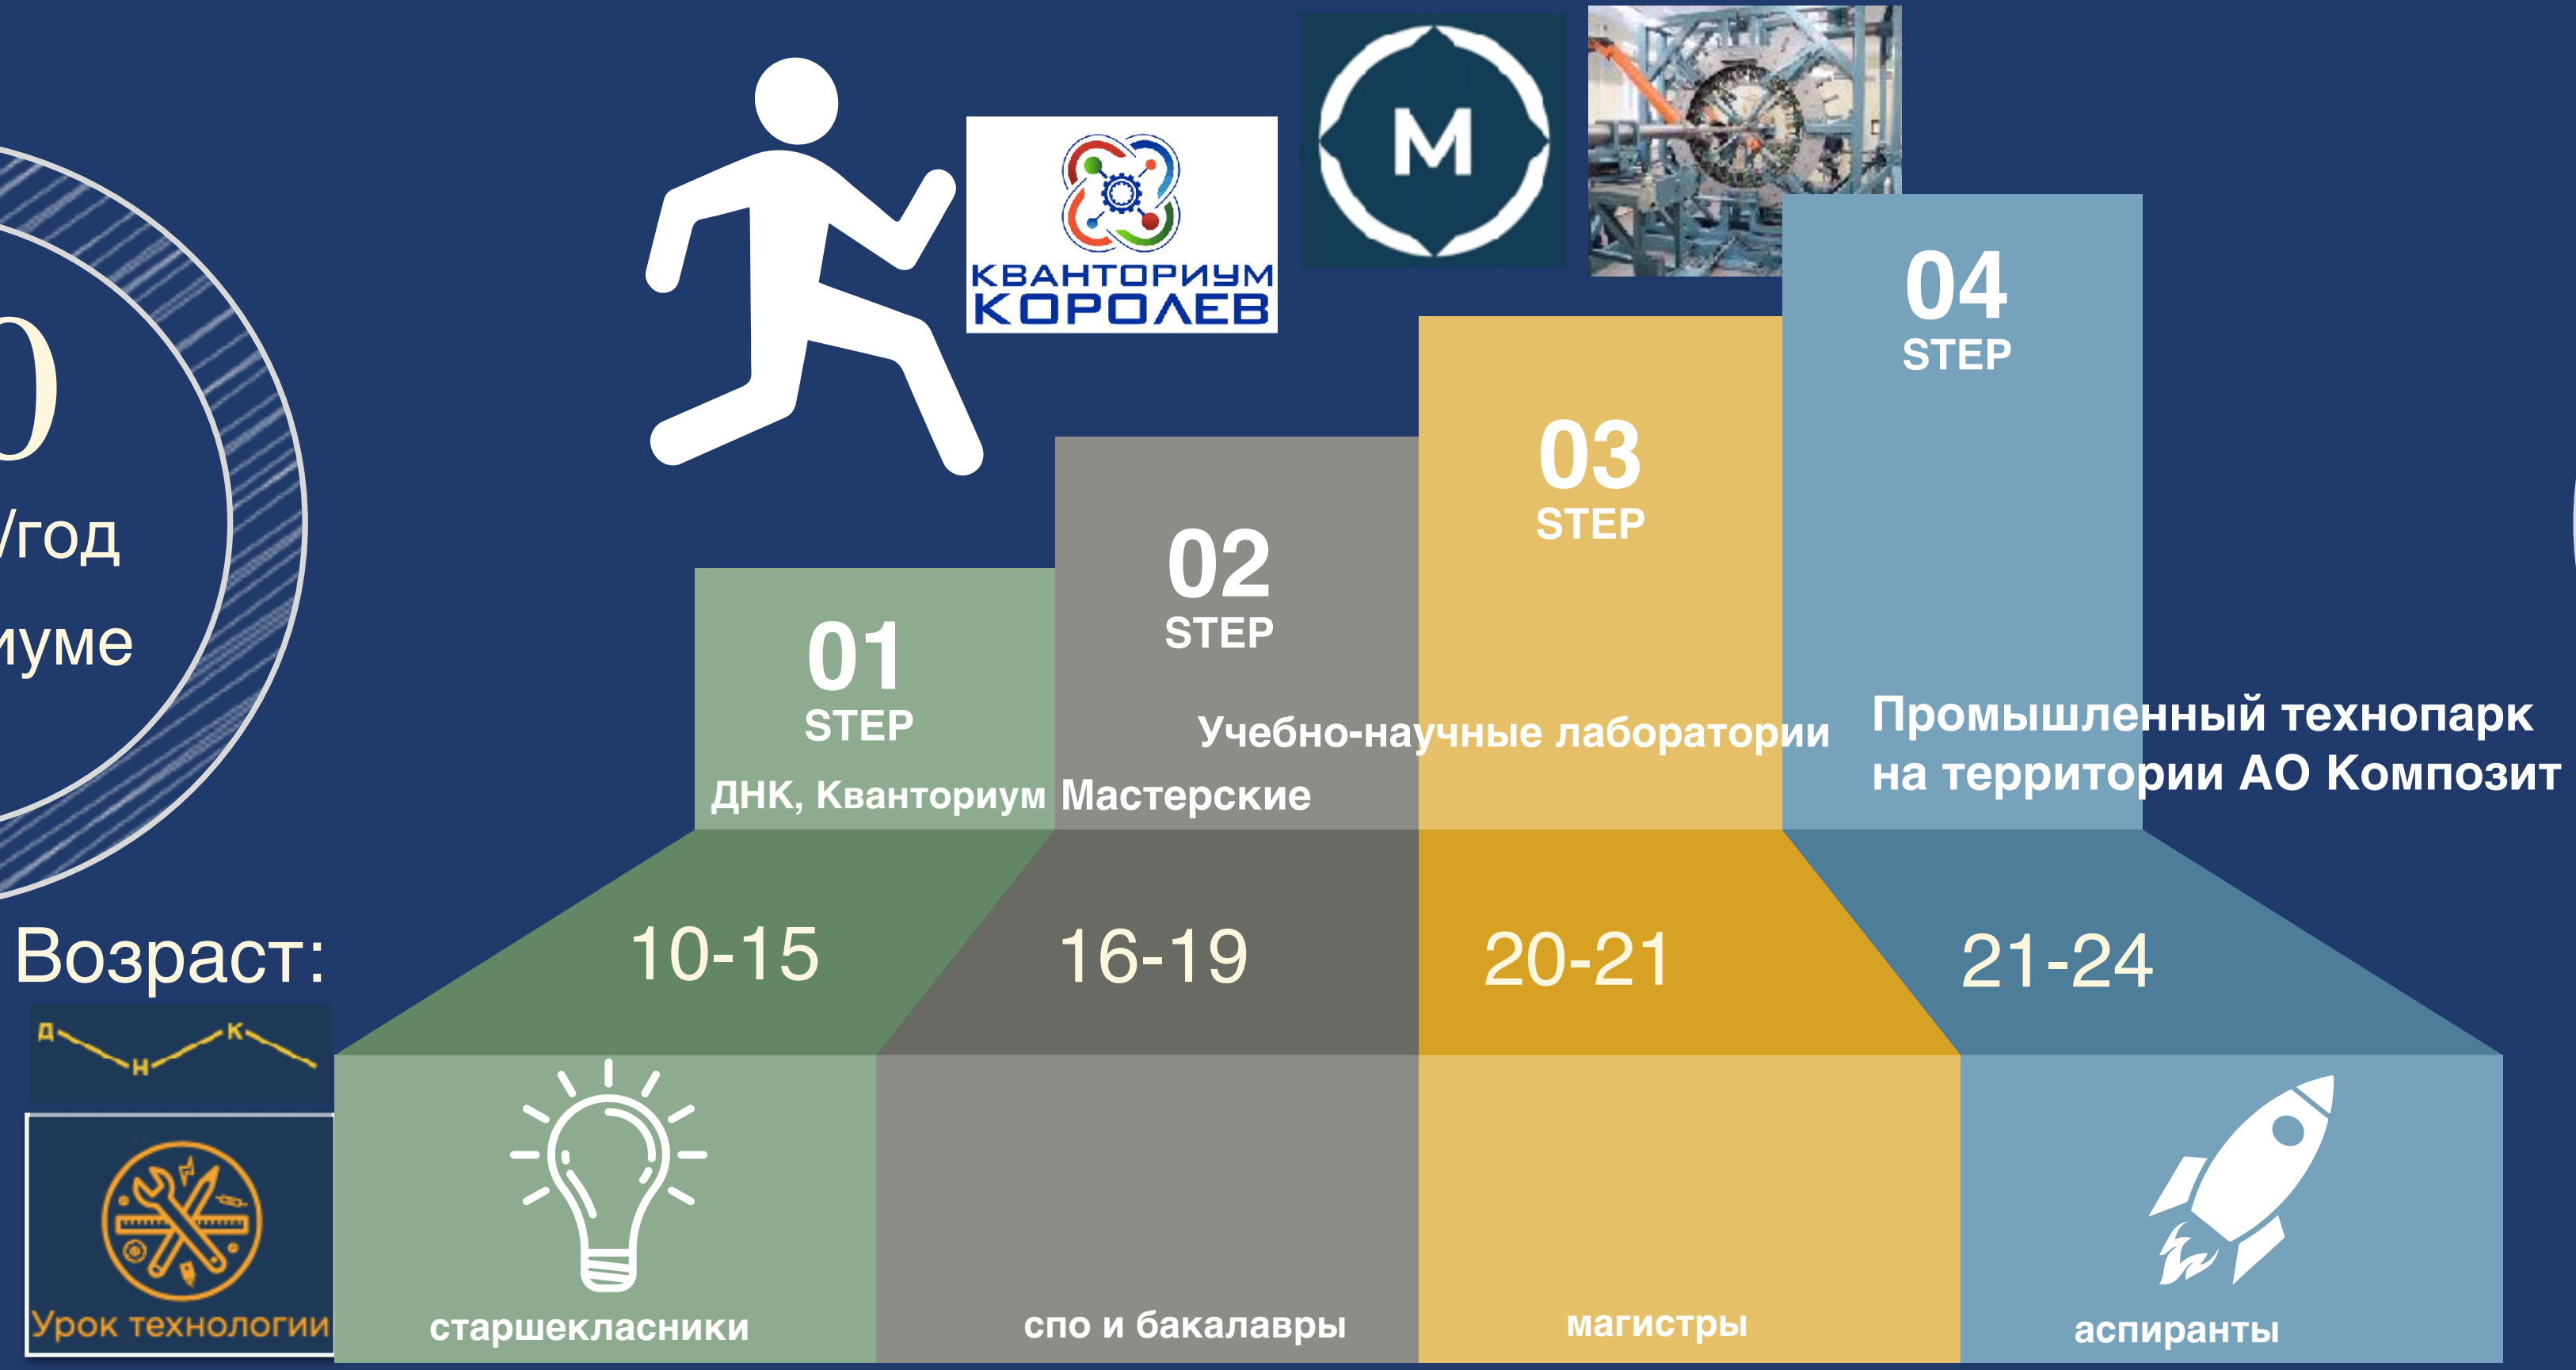 0
/год
иуме
КВАНТОРИУМ
КОРОЛЕВ
М
01
STEP
02
STEP
03
STEP
04
STEP
ДНК, Кванториум
Мастерские
Учебно-научные лаборатории
Промышленный технопарк
на территории АО Композит
Возраст:
10-15
16-19
20-21
21-24
Д
Н
К
Урок технологии
старшекласники
спо и бакалавры
магистры
аспиранты